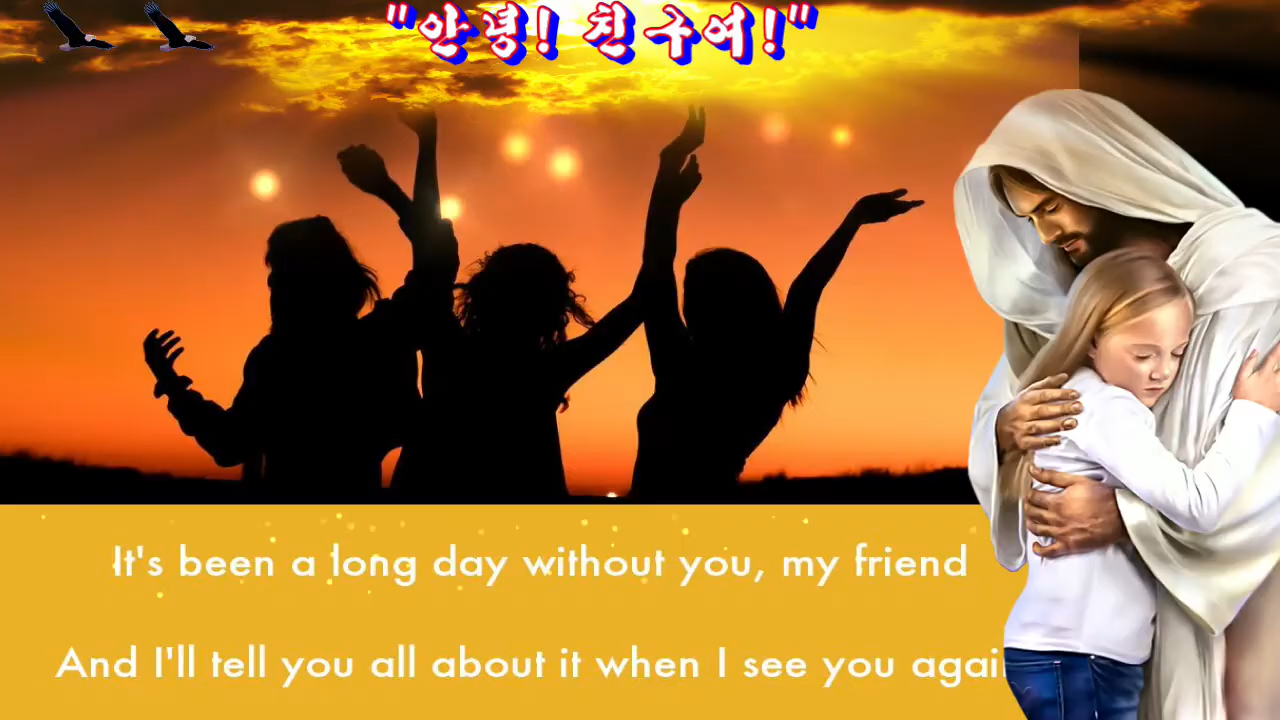 "안녕! 친구여!"
It's been a long day without you, my friend
And I'll tell you all about it when I see you agai